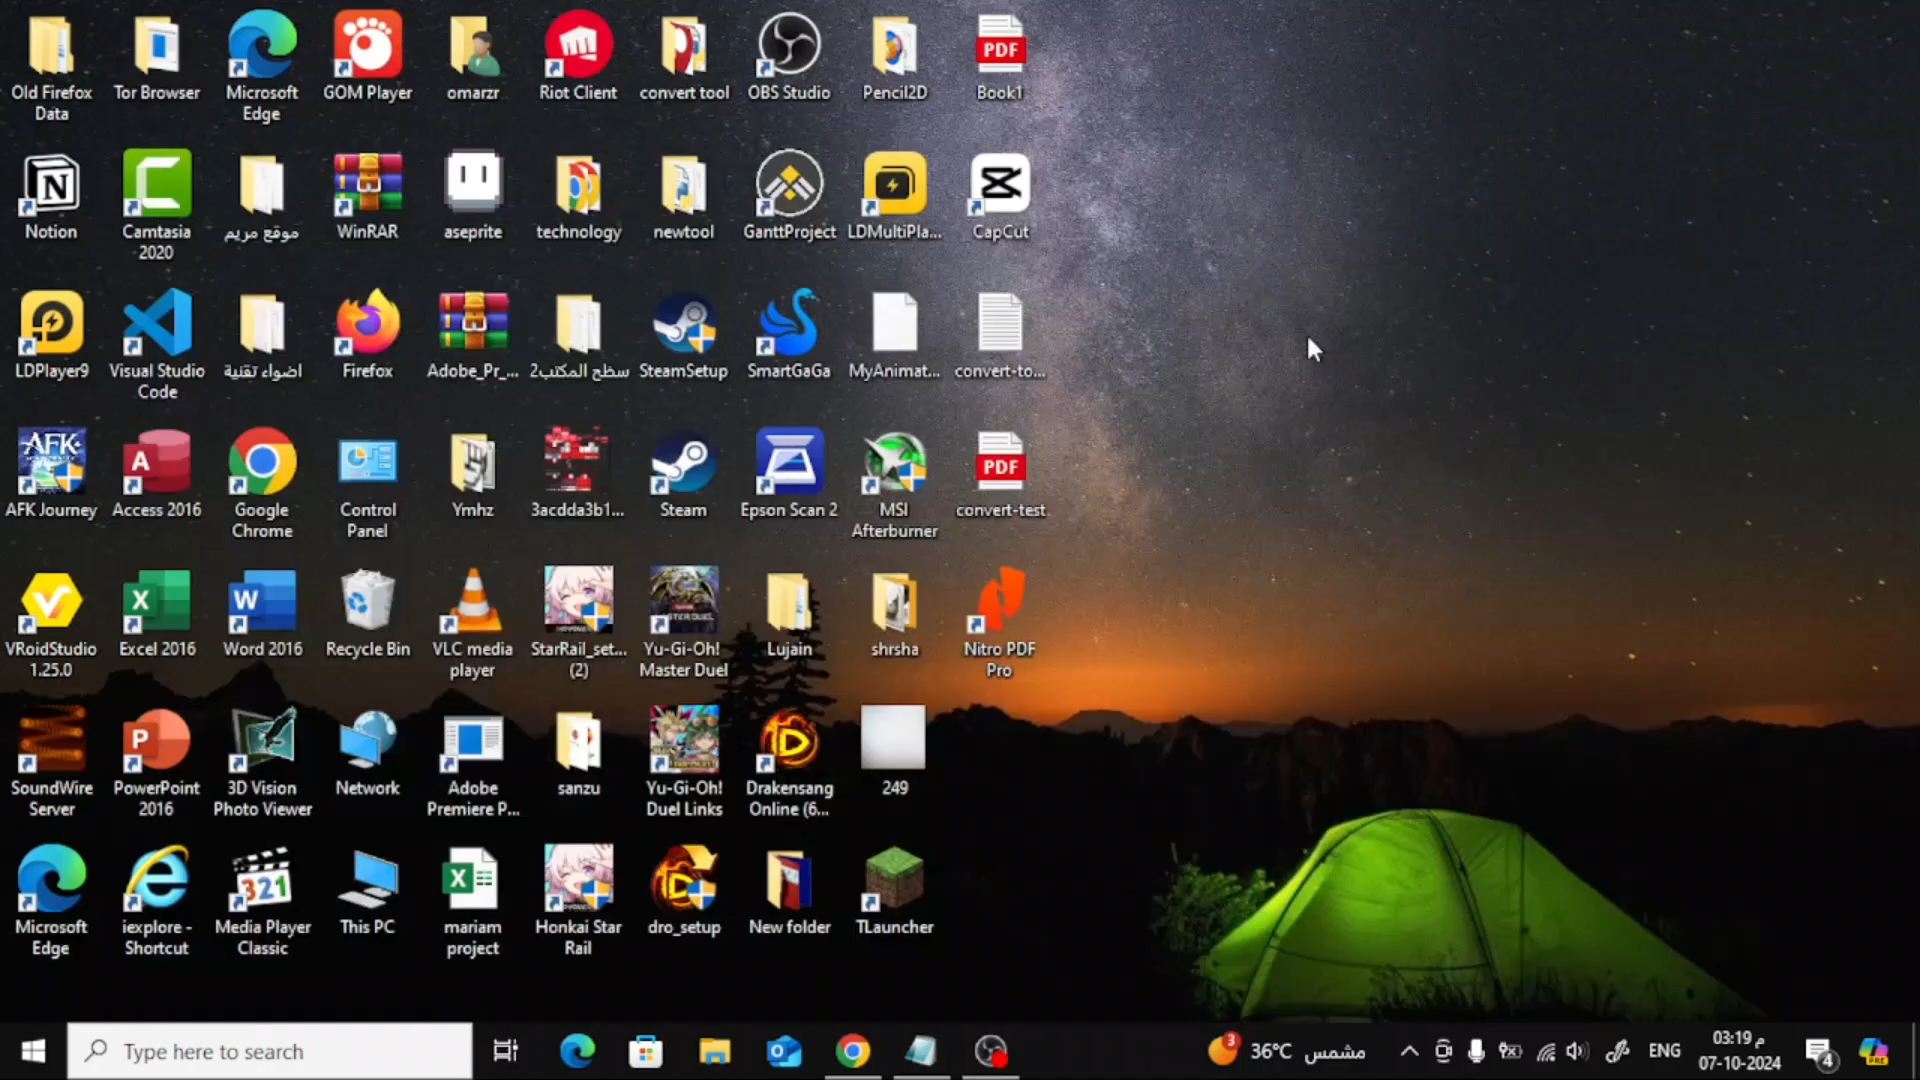 Old Firefox Data
Tor Browser
Microsoft Edge
GOM Player
omarzr
Riot Client
convert tool
OBS Studio
Pencil2D
PDF
Book1
Notion
Camtasia 2020
موقع مريم
WinRAR
aseprite
technology
newtool
GanttProject
LDMultiPla...
CapCut
LDPlayer9
Visual Studio Code
اضواء تقنية
Firefox
Adobe_Pr_...
سطح المكتب2
SteamSetup
SmartGaGa
MyAnimat...
convert-to...
AFK
AFK Journey
Access 2016
Google Chrome
Control Panel
Ymhz
3acdda3b1...
Steam
Epson Scan 2
MSI Afterburner
PDF
convert-test
VRoidStudio 1.25.0
Excel 2016
Word 2016
Recycle Bin
VLC media player
StarRail_set... (2)
Yu-Gi-Oh! Master Duel
Lujain
shrsha
Nitro PDF Pro
SoundWire Server
PowerPoint 2016
3D Vision Photo Viewer
Network
Adobe Premiere P...
sanzu
Yu-Gi-Oh! Duel Links
Drakensang Online (6...
249
Microsoft Edge
iexplore - Shortcut
321
Media Player Classic
This PC
mariam project
Honkai Star Rail
dro_setup
New folder
TLauncher
Type here to search
3
36°C مشمس
ENG
03:19 م
07-10-2024
4
PRE